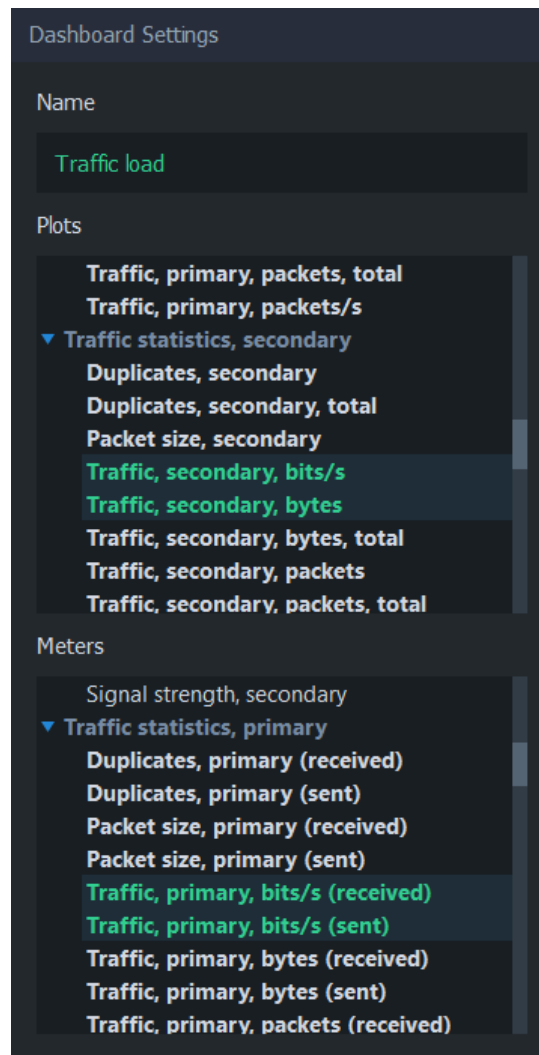 Dashboard Settings
Name
Traffic load
Plots
Traffic, primary, packets, total
Traffic, primary, packets/s
Traffic statistics, secondary
Duplicates, secondary
Duplicates, secondary, total
Packet size, secondary
Traffic, secondary, bits/s
Traffic, secondary, bytes
Traffic, secondary, bytes, total
Traffic, secondary, packets
Traffic, secondary, packets, total
Meters
Signal strength, secondary
Traffic statistics, primary
Duplicates, primary (received)
Duplicates, primary (sent)
Packet size, primary (received)
Packet size, primary (sent)
Traffic, primary, bits/s (received)
Traffic, primary, bits/s (sent)
Traffic, primary, bytes (received)
Traffic, primary, bytes (sent)
Traffic, primary, packets (received)